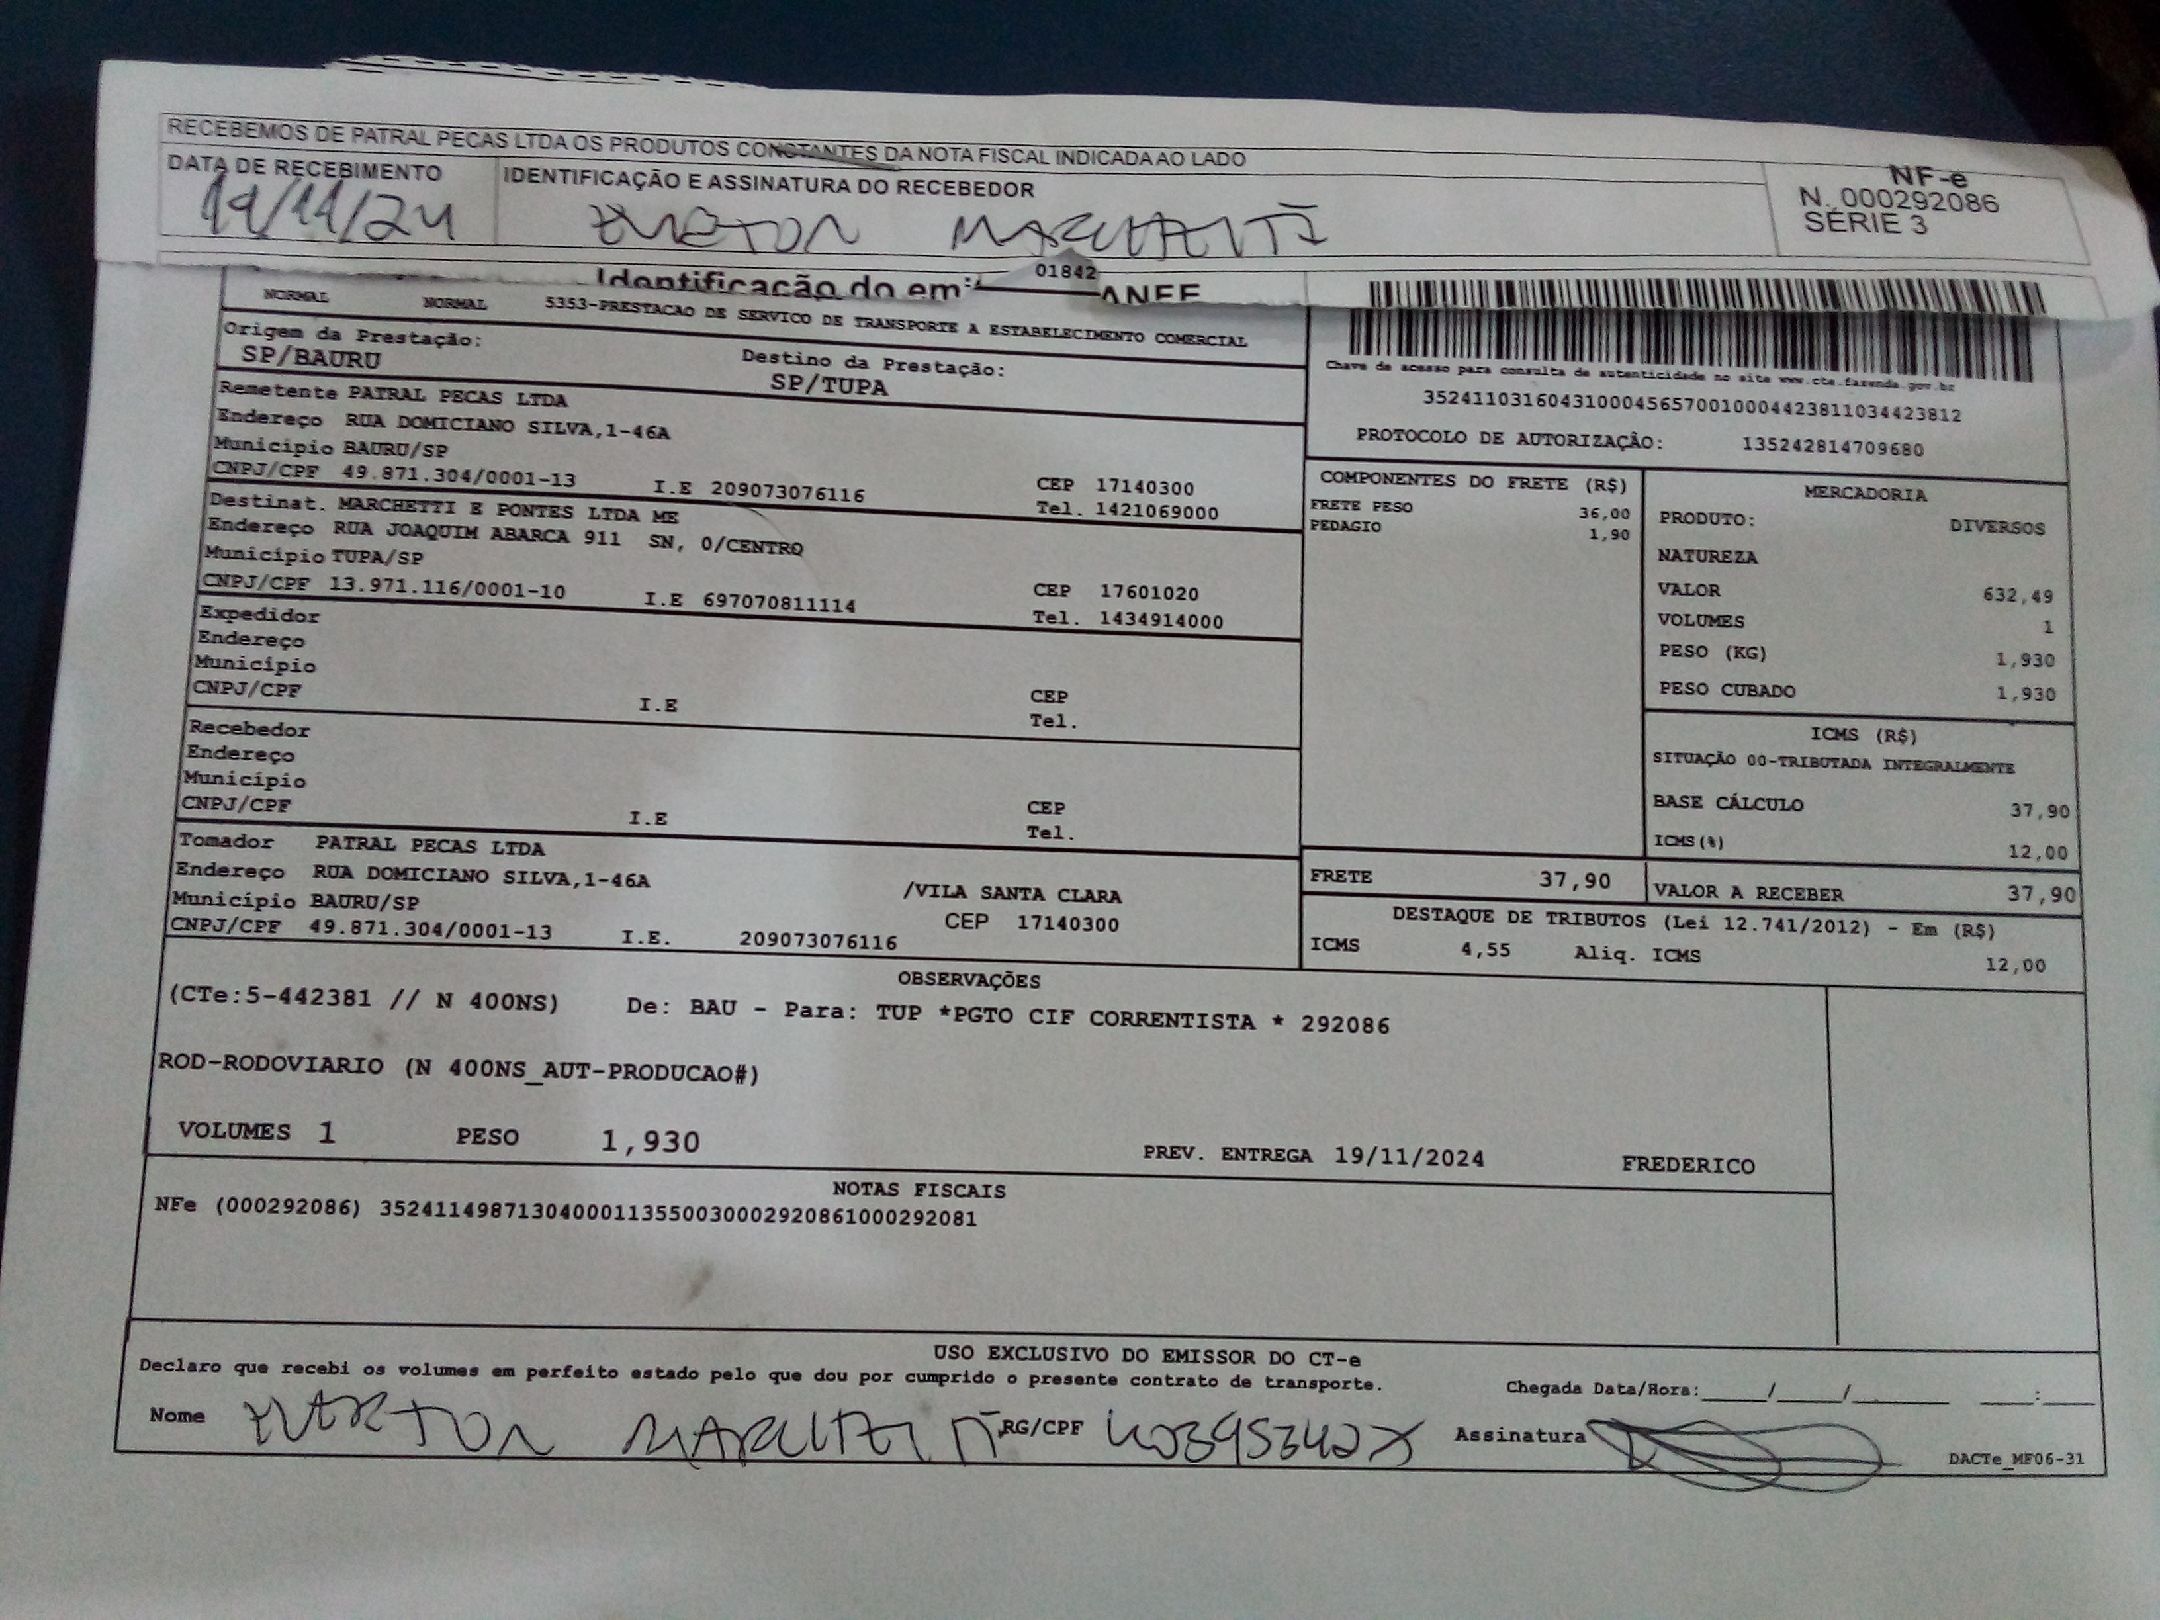 RECEBEMOS DE PATRAL PECAS LTDA OS PRODUTOS CONSTANTES DA NOTA FISCAL INDICADA AO LADO
DATA DE RECEBIMENTO
IDENTIFICAÇÃO E ASSINATURA DO RECEBEDOR
NF-e
N. 000292086
SÉRIE 3
19/11/24
EVERTON MARCHETTI
Identificação do em
01842
DANFE
NORMAL NORMAL 5353-PRESTACAO DE SERVICO DE TRANSPORTE A ESTABELECIMENTO COMERCIAL
Origem da Prestação:
SP/BAURU
Destino da Prestação:
SP/TUPA
Chave de acesso para consulta de autenticidade no site www.cte.fazenda.gov.br
35241103160431000456570010004423811034423812
PROTOCOLO DE AUTORIZAÇÃO: 135242814709680
Remetente PATRAL PECAS LTDA
Endereço RUA DOMICIANO SILVA,1-46A
Município BAURU/SP
CNPJ/CPF 49.871.304/0001-13 I.E 209073076116
CEP 17140300
Tel. 1421069000
Destinat. MARCHETTI E PONTES LTDA ME
Endereço RUA JOAQUIM ABARCA 911 SN, 0/CENTRO
Município TUPA/SP
CNPJ/CPF 13.971.116/0001-10 I.E 697070811114
CEP 17601020
Tel. 1434914000
Expedidor
Endereço
Município
CNPJ/CPF I.E
CEP
Tel.
Recebedor
Endereço
Município
CNPJ/CPF I.E
CEP
Tel.
Tomador PATRAL PECAS LTDA
Endereço RUA DOMICIANO SILVA,1-46A /VILA SANTA CLARA
Município BAURU/SP CEP 17140300
CNPJ/CPF 49.871.304/0001-13 I.E. 209073076116
COMPONENTES DO FRETE (R$)
FRETE PESO 36,00
PEDAGIO 1,90
MERCADORIA
PRODUTO: DIVERSOS
NATUREZA
VALOR 632,49
VOLUMES 1
PESO (KG) 1,930
PESO CUBADO 1,930
ICMS (R$)
SITUAÇÃO 00-TRIBUTADA INTEGRALMENTE
BASE CÁLCULO 37,90
ICMS(%) 12,00
FRETE 37,90
VALOR A RECEBER 37,90
DESTAQUE DE TRIBUTOS (Lei 12.741/2012) - Em (R$)
ICMS 4,55 Aliq. ICMS 12,00
OBSERVAÇÕES
(CTe:5-442381 // N 400NS) De: BAU - Para: TUP *PGTO CIF CORRENTISTA * 292086
ROD-RODOVIARIO (N 400NS_AUT-PRODUCAO#)
VOLUMES 1 PESO 1,930 PREV. ENTREGA 19/11/2024 FREDERICO
NOTAS FISCAIS
NFe (000292086) 35241149871304000113550030002920861000292081
USO EXCLUSIVO DO EMISSOR DO CT-e
Declaro que recebi os volumes em perfeito estado pelo que dou por cumprido o presente contrato de transporte.
Chegada Data/Hora:____/____/________ ____:____
Nome EVERTON MARCHETTI RG/CPF 40395342X Assinatura
DACTe_MF06-31